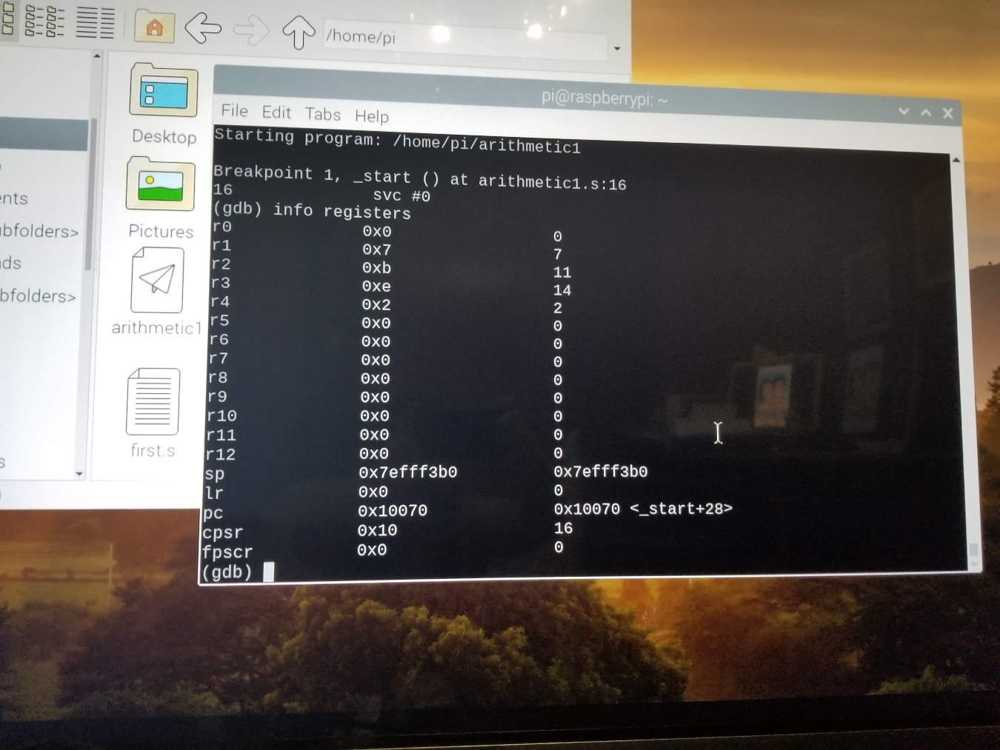 /home/pi
Desktop
Pictures
arithmetic1
first.s
pi@raspberrypi: ~
File Edit Tabs Help
Starting program: /home/pi/arithmetic1
Breakpoint 1, _start () at arithmetic1.s:16
16 svc #0
(gdb) info registers
r0 0x0 0
r1 0x7 7
r2 0xb 11
r3 0xe 14
r4 0x2 2
r5 0x0 0
r6 0x0 0
r7 0x0 0
r8 0x0 0
r9 0x0 0
r10 0x0 0
r11 0x0 0
r12 0x0 0
sp 0x7efff3b0 0x7efff3b0
lr 0x0 0
pc 0x10070 0x10070 <_start+28>
cpsr 0x10 16
fpscr 0x0 0
(gdb)
nts
bfolders>
ds
bfolders>
s